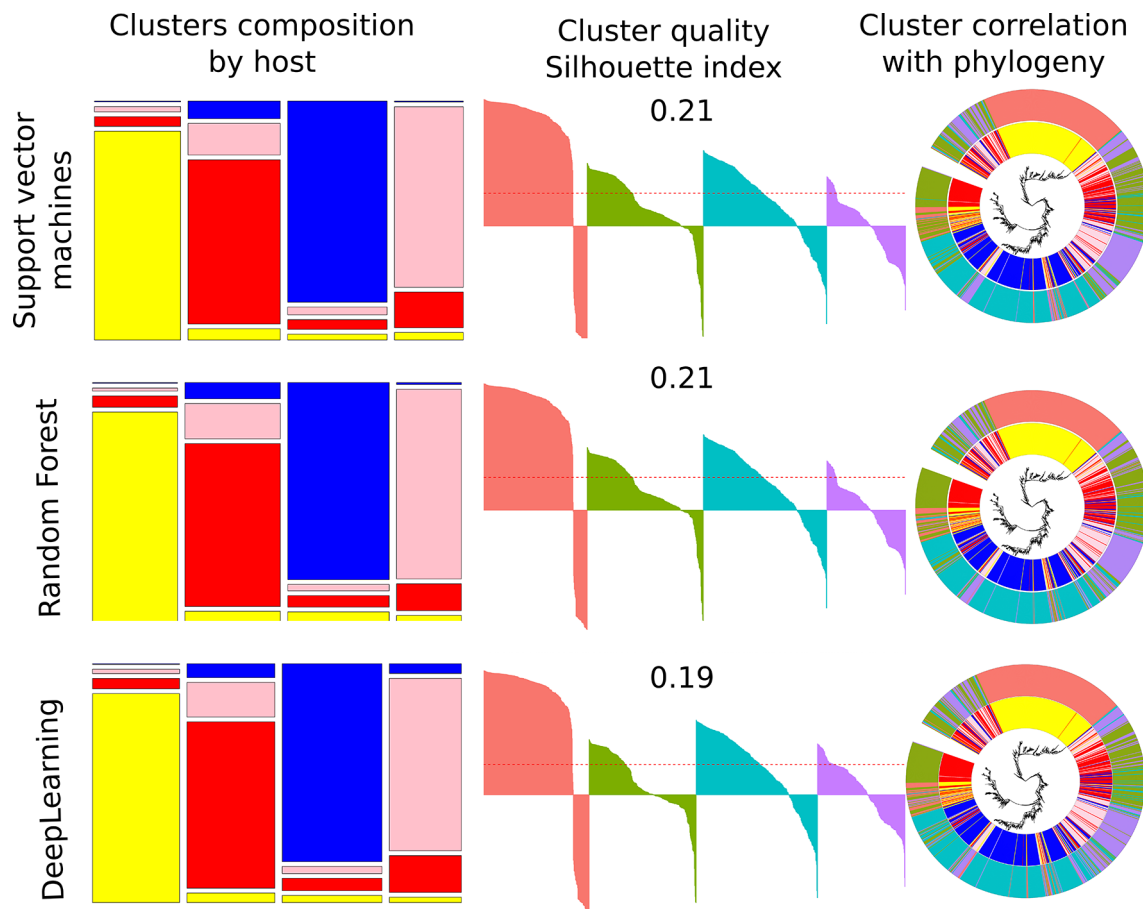 Clusters composition
by host
Cluster quality
Silhouette index
Cluster correlation
with phylogeny
Support vector
machines
0.21
Random Forest
0.21
DeepLearning
0.19